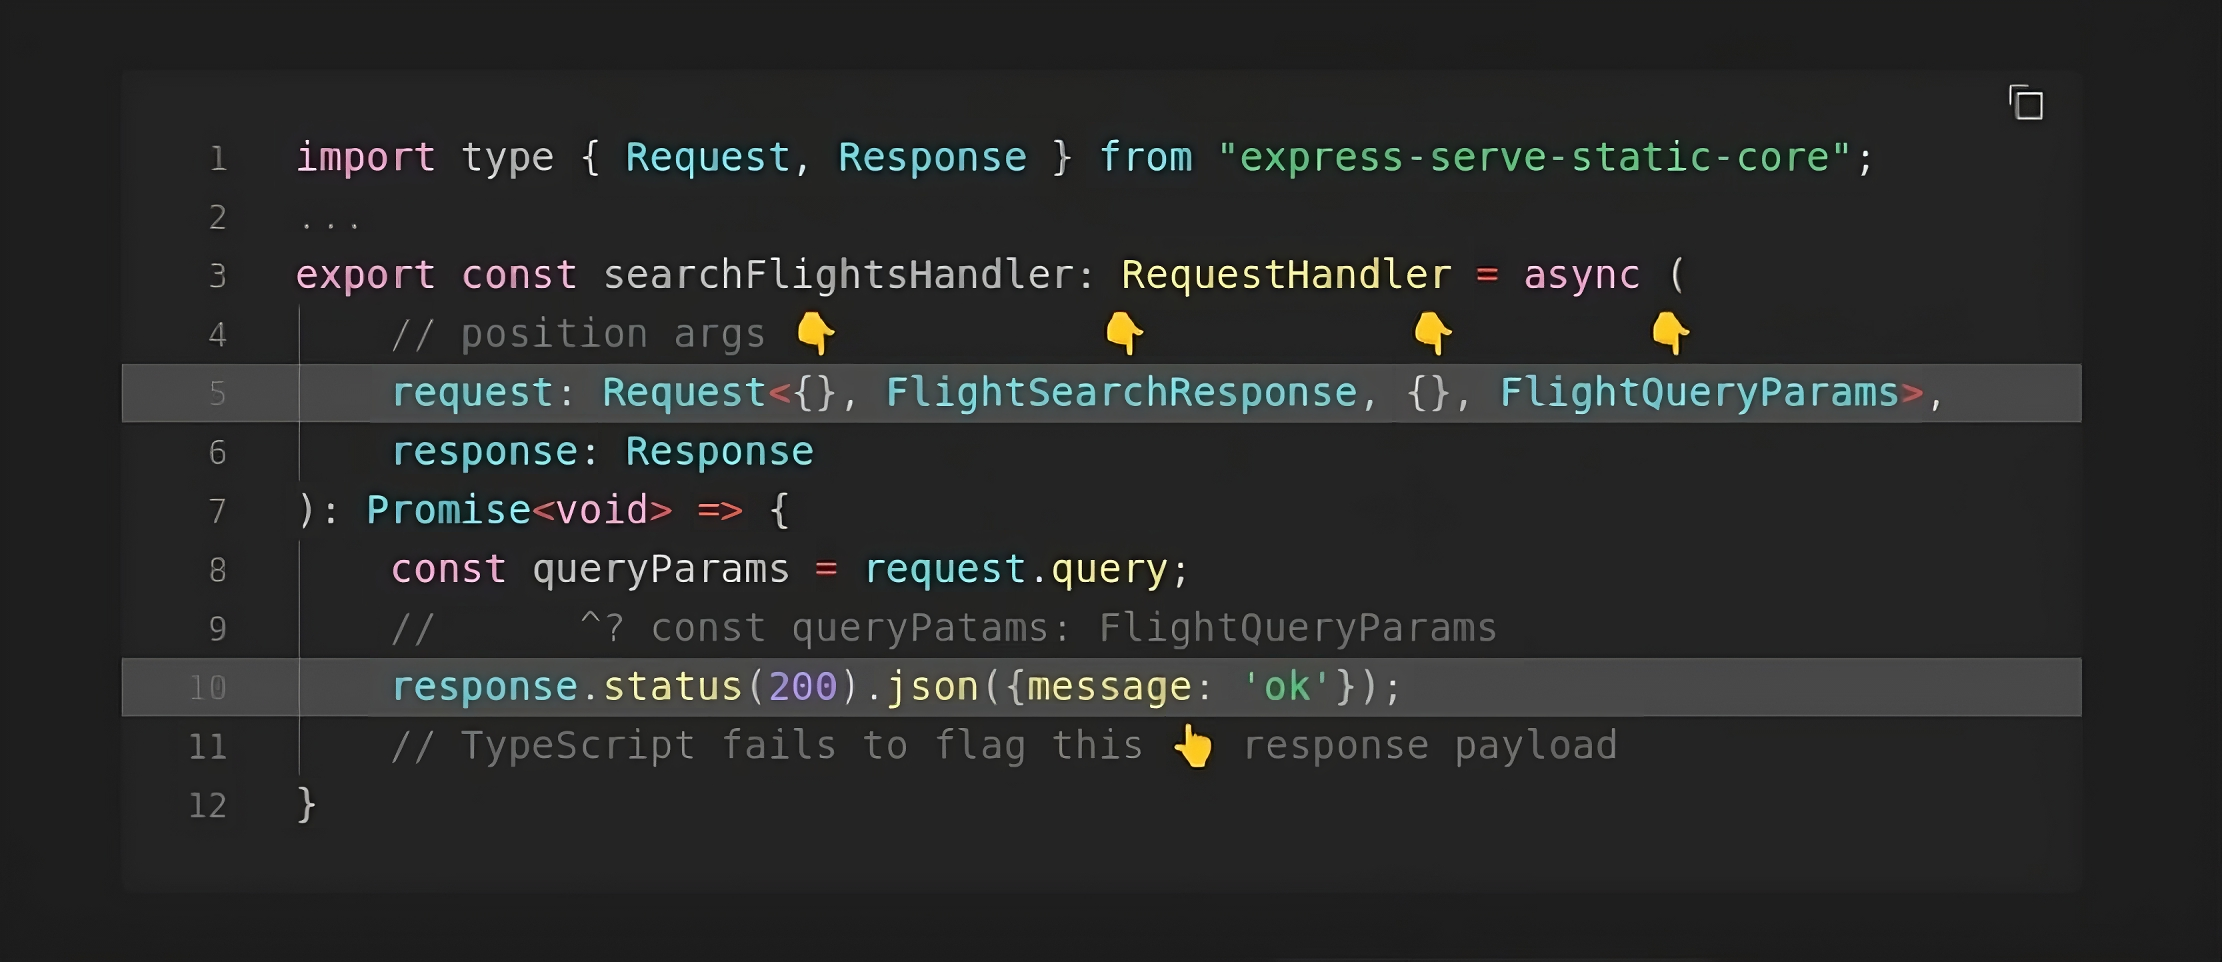 1 import type { Request, Response } from "express-serve-static-core";
2 ...
3 export const searchFlightsHandler: RequestHandler = async (
4 // position args 👇 👇 👇 👇
5 request: Request<{}, FlightSearchResponse, {}, FlightQueryParams>,
6 response: Response
7 ): Promise<void> => {
8 const queryParams = request.query;
9 // ^? const queryPatams: FlightQueryParams
10 response.status(200).json({message: 'ok'});
11 // TypeScript fails to flag this 👆 response payload
12 }